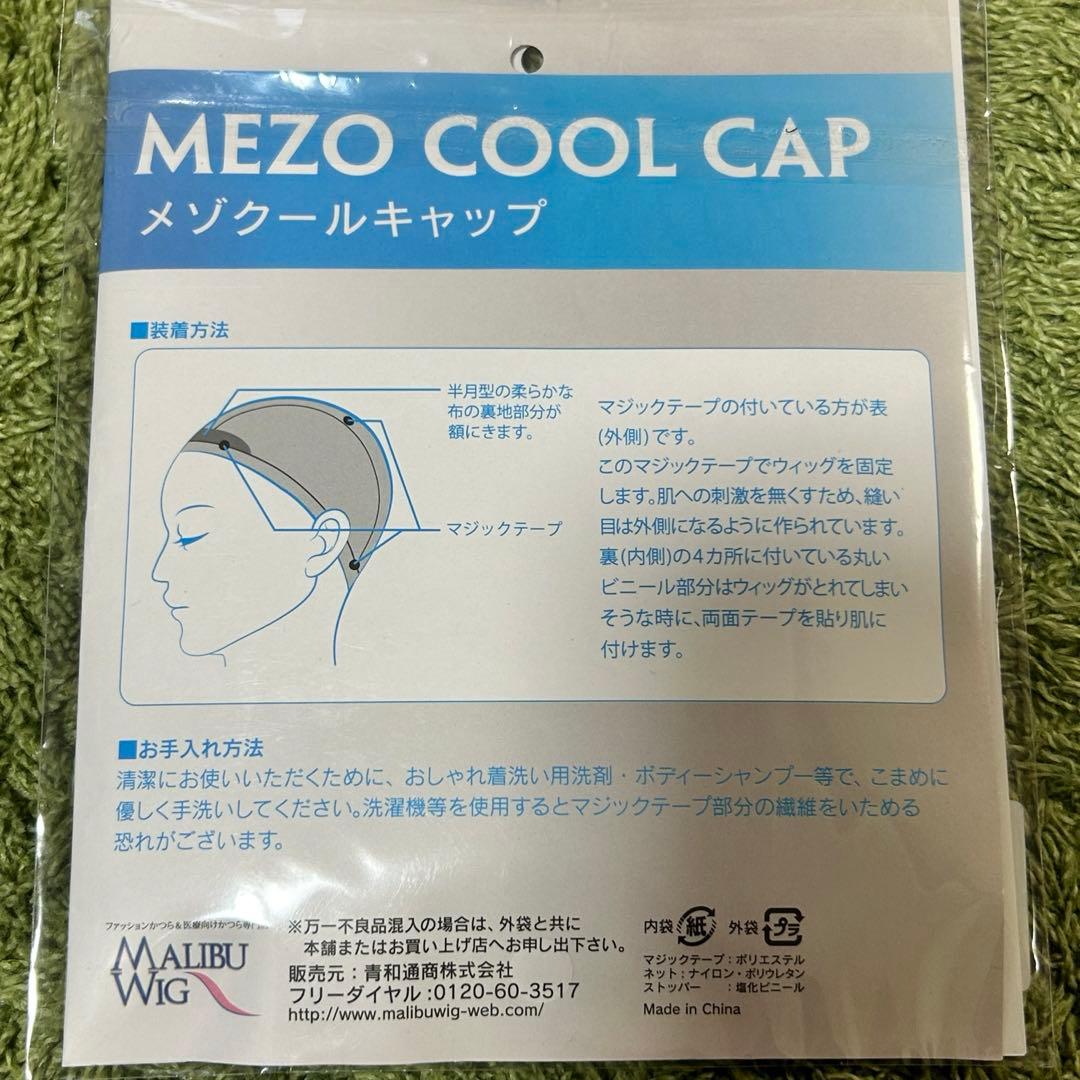 MEZO COOL CAP
メゾクールキャップ
■装着方法
半月型の柔らかな
布の裏地部分が
額にきます。
マジックテープ
マジックテープの付いている方が表
(外側)です。
このマジックテープでウィッグを固定
します。肌への刺激を無くすため、縫い
目は外側になるように作られています。
裏(内側)の4カ所に付いている丸い
ビニール部分はウィッグがとれてしまい
そうな時に、両面テープを貼り肌に
付けます。
■お手入れ方法
清潔にお使いいただくために、おしゃれ着洗い用洗剤・ボディーシャンプー等で、こまめに
優しく手洗いしてください。洗濯機等を使用するとマジックテープ部分の繊維をいためる
恐れがございます。
ファッションかつら&医療向けかつら専門
MALIBU
WIG
※万一不良品混入の場合は、外袋と共に
本舗またはお買い上げ店へお申し出下さい。
販売元:青和通商株式会社
フリーダイヤル:0120-60-3517
http://www.malibuwig-web.com/
内袋 紙 外袋 プラ
マジックテープ:ポリエステル
ネット:ナイロン・ポリウレタン
ストッパー :塩化ビニール
Made in China